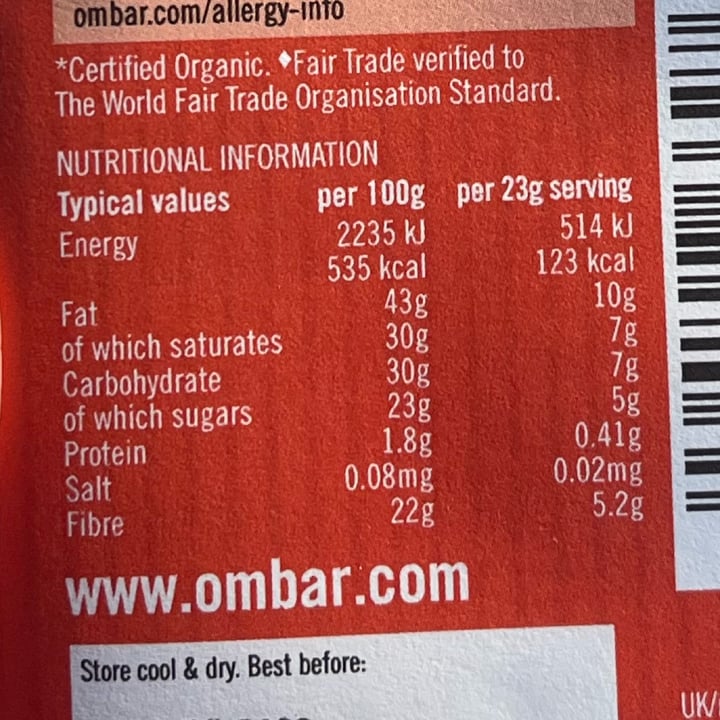 ombar.com/allergy-info
*Certified Organic. ♦Fair Trade verified to
The World Fair Trade Organisation Standard.
NUTRITIONAL INFORMATION
Typical values per 100g per 23g serving
Energy 2235 kJ 514 kJ
535 kcal 123 kcal
Fat 43g 10g
of which saturates 30g 7g
Carbohydrate 30g 7g
of which sugars 23g 5g
Protein 1.8g 0.41g
Salt 0.08mg 0.02mg
Fibre 22g 5.2g
www.ombar.com
Store cool & dry. Best before:
UK/